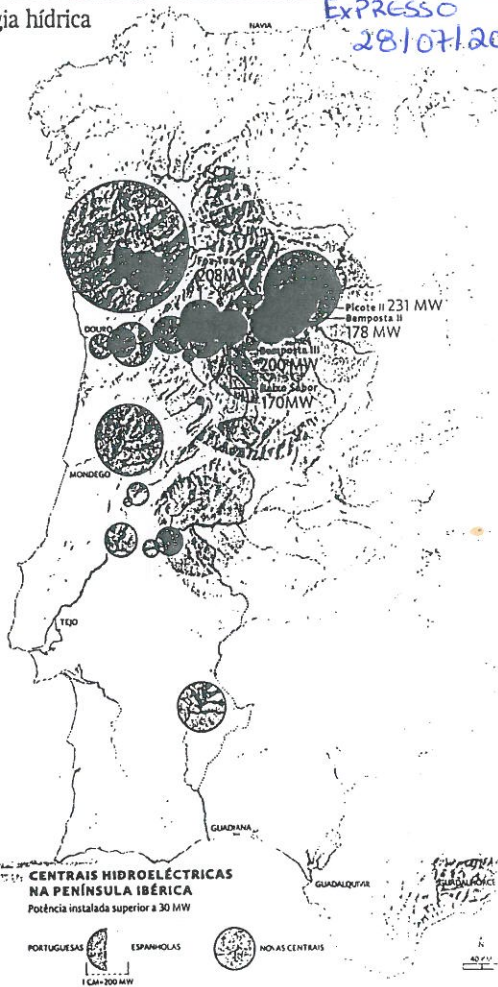 gia hídrica
EXPRESSO
28/07/20
NAVIA
208MW
Picote II 231 MW
Bemposta II
178 MW
DOURO
Bemposta III
200 MW
Baixo Sabor
170MW
MONDEGO
TEJO
GUADIANA
CENTRAIS HIDROELÉCTRICAS
NA PENÍNSULA IBÉRICA
Potência instalada superior a 30 MW
GUADALQUIVIR
GUADALHORCE
PORTUGUESAS
ESPANHOLAS
NOVAS CENTRAIS
1 CM=200 MW
N